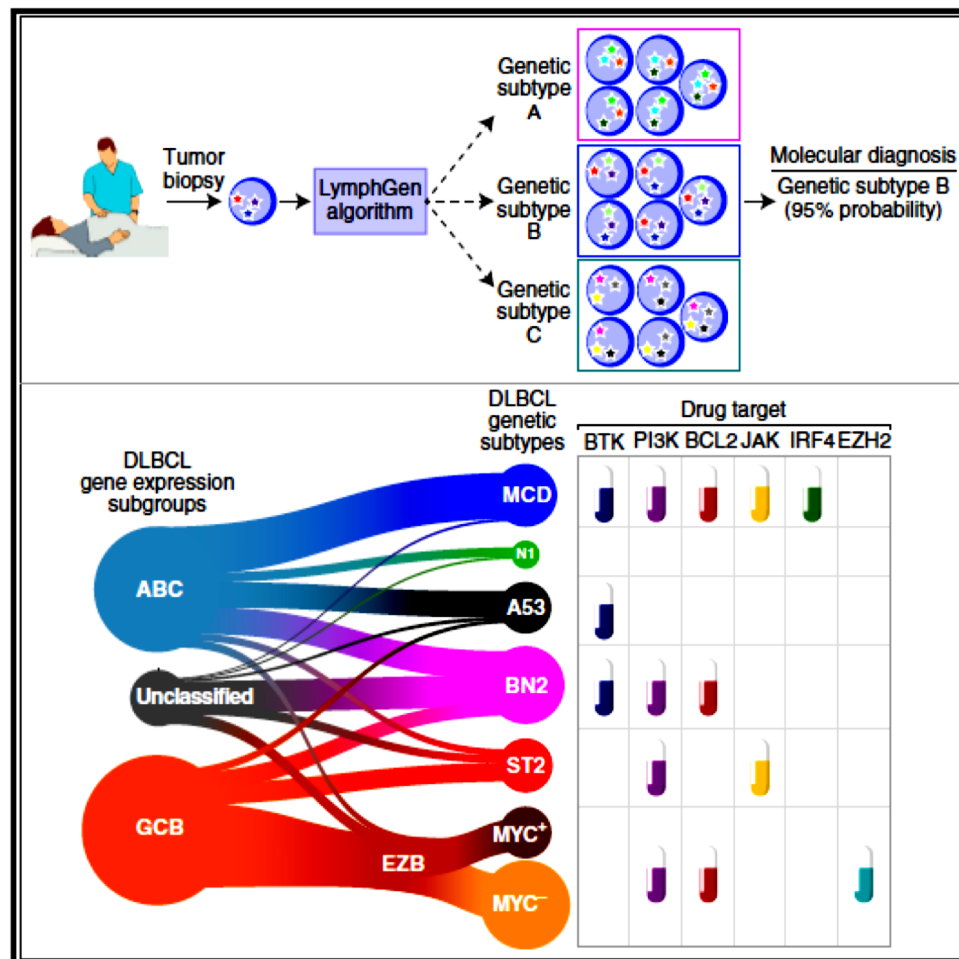 Tumor
biopsy
LymphGen
algorithm
Genetic
subtype
A
Genetic
subtype
B
Genetic
subtype
C
Molecular diagnosis
Genetic subtype B
(95% probability)
DLBCL
gene expression
subgroups
DLBCL
genetic
subtypes
Drug target
BTK PI3K BCL2 JAK IRF4 EZH2
ABC
Unclassified
GCB
EZB
MCD
N1
A53
BN2
ST2
MYC⁺
MYC⁻